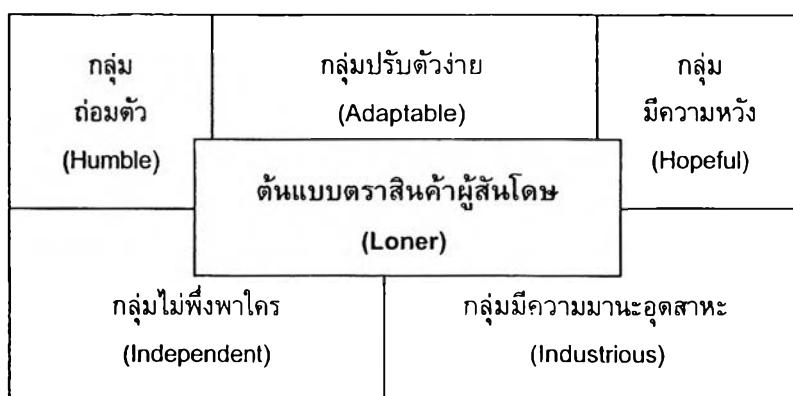 กลุ่ม
ถ่อมตัว
(Humble)
กลุ่มปรับตัวง่าย
(Adaptable)
กลุ่ม
มีความหวัง
(Hopeful)
ต้นแบบตราสินค้าผู้สันโดษ
(Loner)
กลุ่มไม่พึ่งพาใคร
(Independent)
กลุ่มมีความมานะอุตสาหะ
(Industrious)